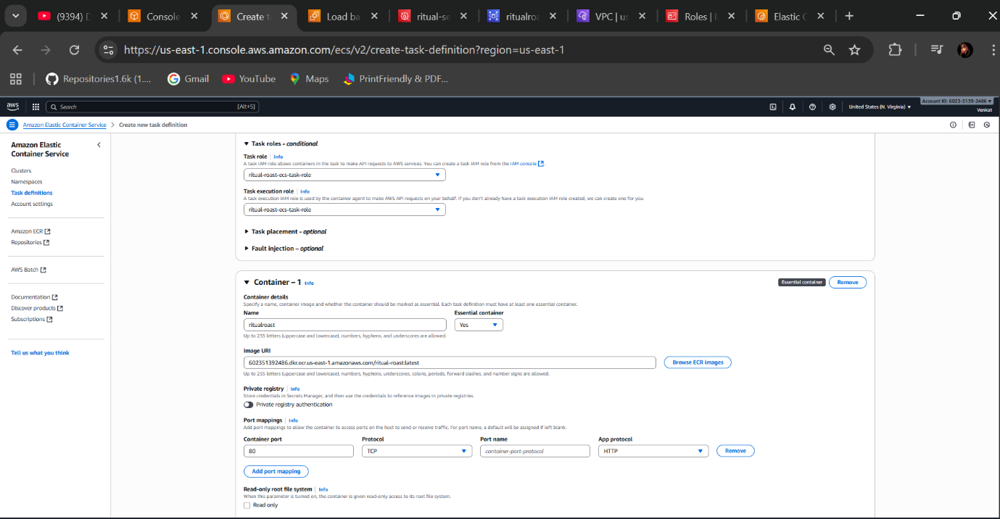 (9394)
Console
Create t
Load ba
ritual-se
ritualroa
VPC | us
Roles |
Elastic C
https://us-east-1.console.aws.amazon.com/ecs/v2/create-task-definition?region=us-east-1
Repositories1.6k (1....
Gmail
YouTube
Maps
PrintFriendly & PDF...
aws
Search
[Alt+S]
United States (N. Virginia)
Account ID: 6023-5139-2486
Venkat
Amazon Elastic Container Service > Create new task definition
Amazon Elastic
Container Service
Clusters
Namespaces
Task definitions
Account settings
Amazon ECR
Repositories
AWS Batch
Documentation
Discover products
Subscriptions
Tell us what you think
Task roles - conditional
Task role | Info
A task IAM role allows containers in the task to make API requests to AWS services. You can create a task IAM role from the IAM console.
ritual-roast-ecs-task-role
Task execution role | Info
A task execution IAM role is used by the container agent to make AWS API requests on your behalf. If you don't already have a task execution IAM role created, we can create one for you.
ritual-roast-ecs-task-role
Task placement - optional
Fault injection – optional
Container – 1 Info
Essential container
Remove
Container details
Specify a name, container image and whether the container should be marked as essential. Each task definition must have at least one essential container.
Name
Essential container
ritualroast
Yes
Up to 255 letters (uppercase and lowercase), numbers, hyphens, and underscores are allowed.
Image URI
602351392486.dkr.ecr.us-east-1.amazonaws.com/ritual-roast:latest
Browse ECR images
Up to 255 letters (uppercase and lowercase), numbers, hyphens, underscores, colons, periods, forward slashes, and number signs are allowed.
Private registry | Info
Store credentials in Secrets Manager, and then use the credentials to reference images in private registries.
Private registry authentication
Port mappings | Info
Add port mappings to allow the container to access ports on the host to send or receive traffic. For port name, a default will be assigned if left blank.
Container port
Protocol
Port name
App protocol
80
TCP
container-port-protocol
HTTP
Remove
Add port mapping
Read-only root file system | Info
When this parameter is turned on, the container is given read-only access to its root file system.
Read only